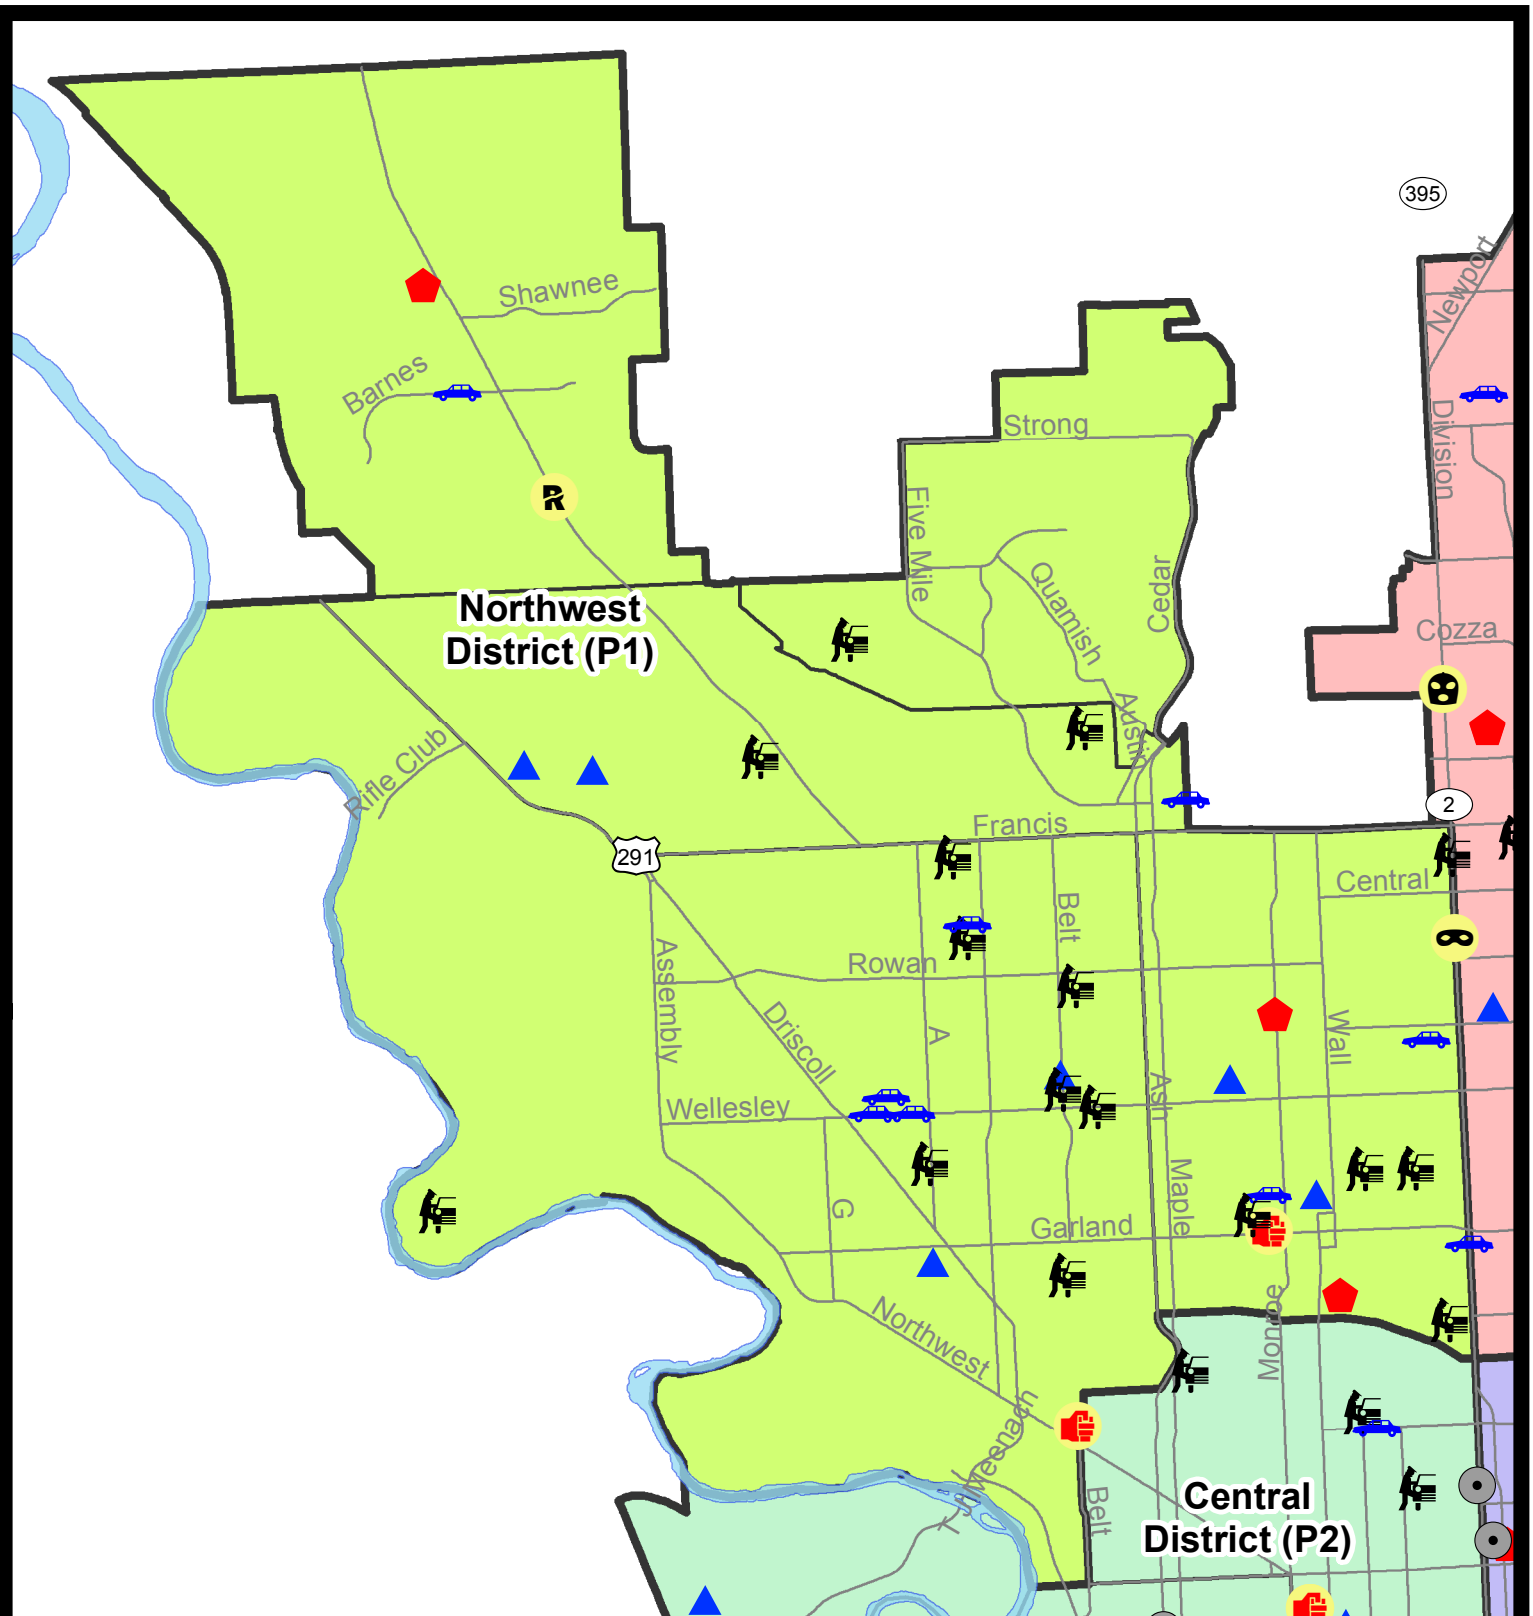 395
Newport
Shawnee
Barnes
Division
Strong
Five Mile
R
Quamish
Cedar
Northwest
District (P1)
Cozza
Austin
Rifle Club
2
Francis
291
Central
Belt
Assembly
Rowan
Driscoll
A
Wall
Ash
Wellesley
Maple
G
Garland
Monroe
Northwest
T J Meenach
Belt
Central
District (P2)